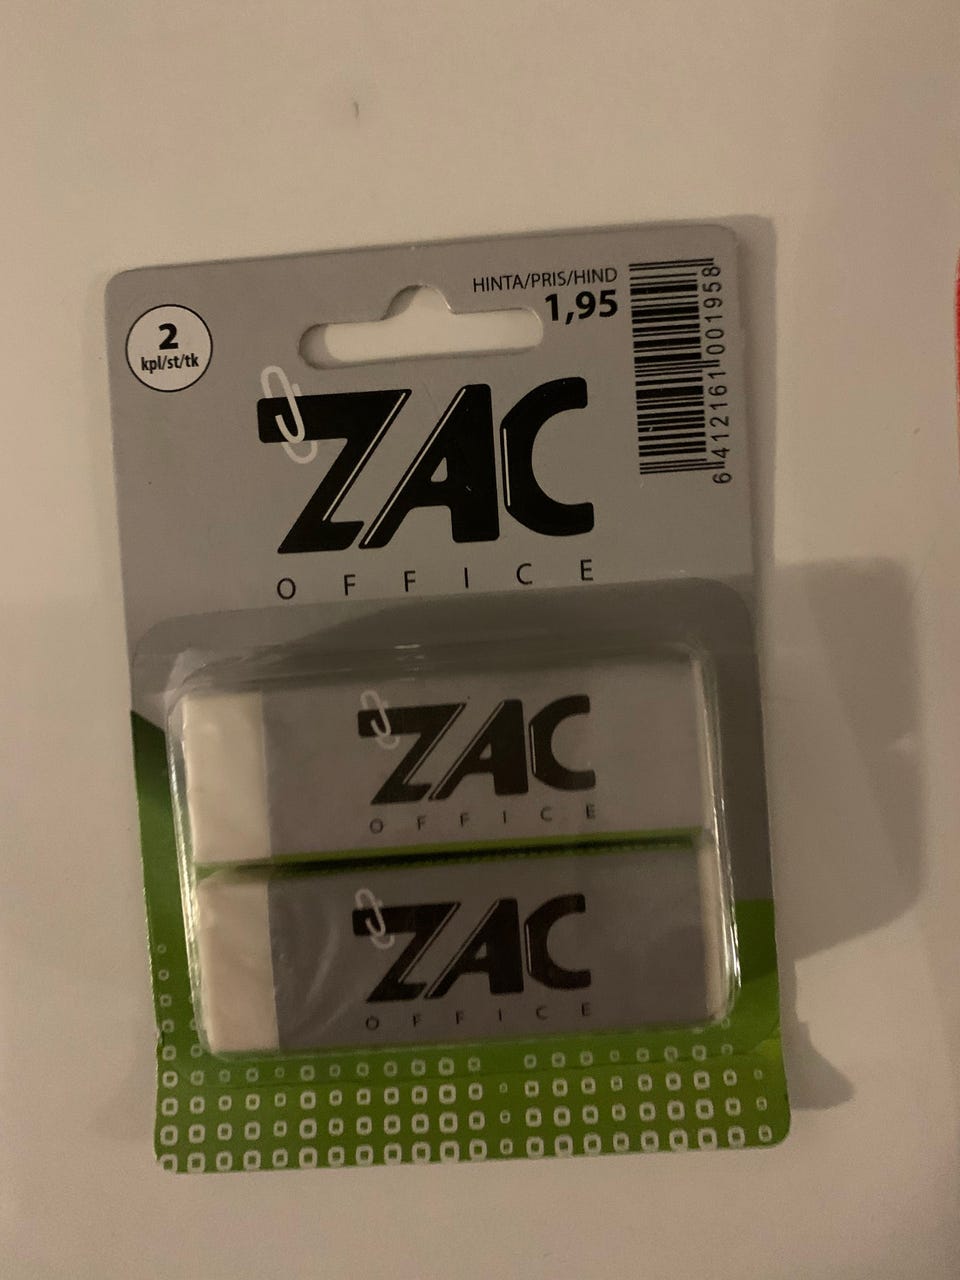 HINTA/PRIS/HIND
1,95
2
kpl/st/tk
6 412161 001958
ZAC
OFFICE
ZAC
OFFICE
ZAC
OFFICE